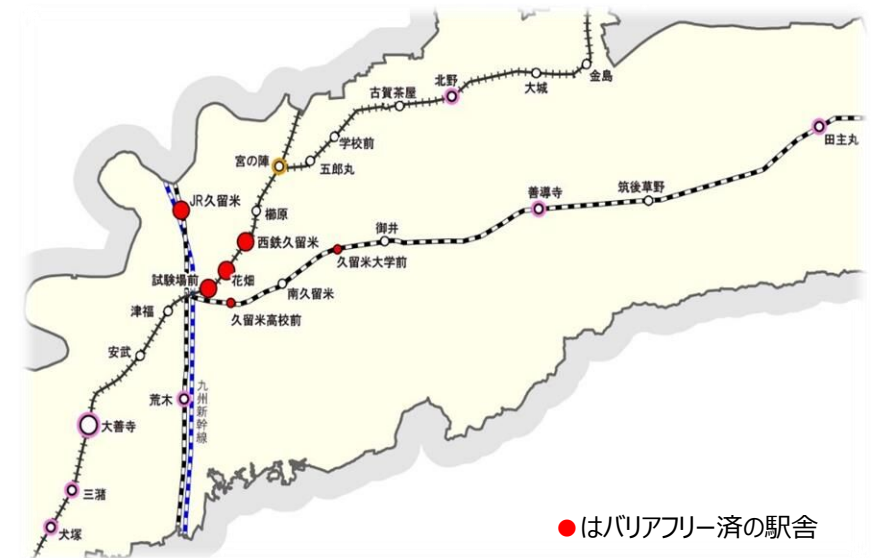 金島
北野
大城
古賀茶屋
学校前
田主丸
宮の陣
五郎丸
筑後草野
善導寺
JR久留米
櫛原
御井
西鉄久留米
久留米大学前
試験場前
花畑
南久留米
津福
久留米高校前
安武
荒木
九州新幹線
大善寺
三潴
犬塚
●はバリアフリー済の駅舎